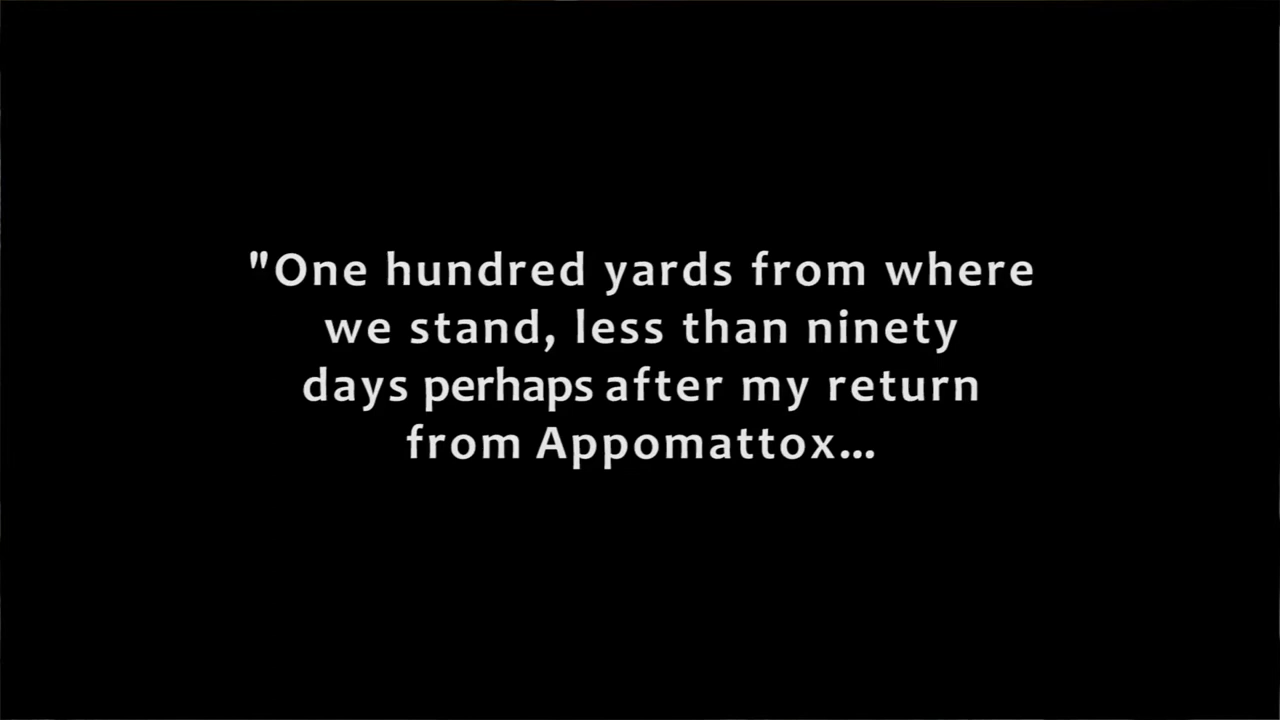 "One hundred yards from where
we stand, less than ninety
days perhaps after my return
from Appomattox...